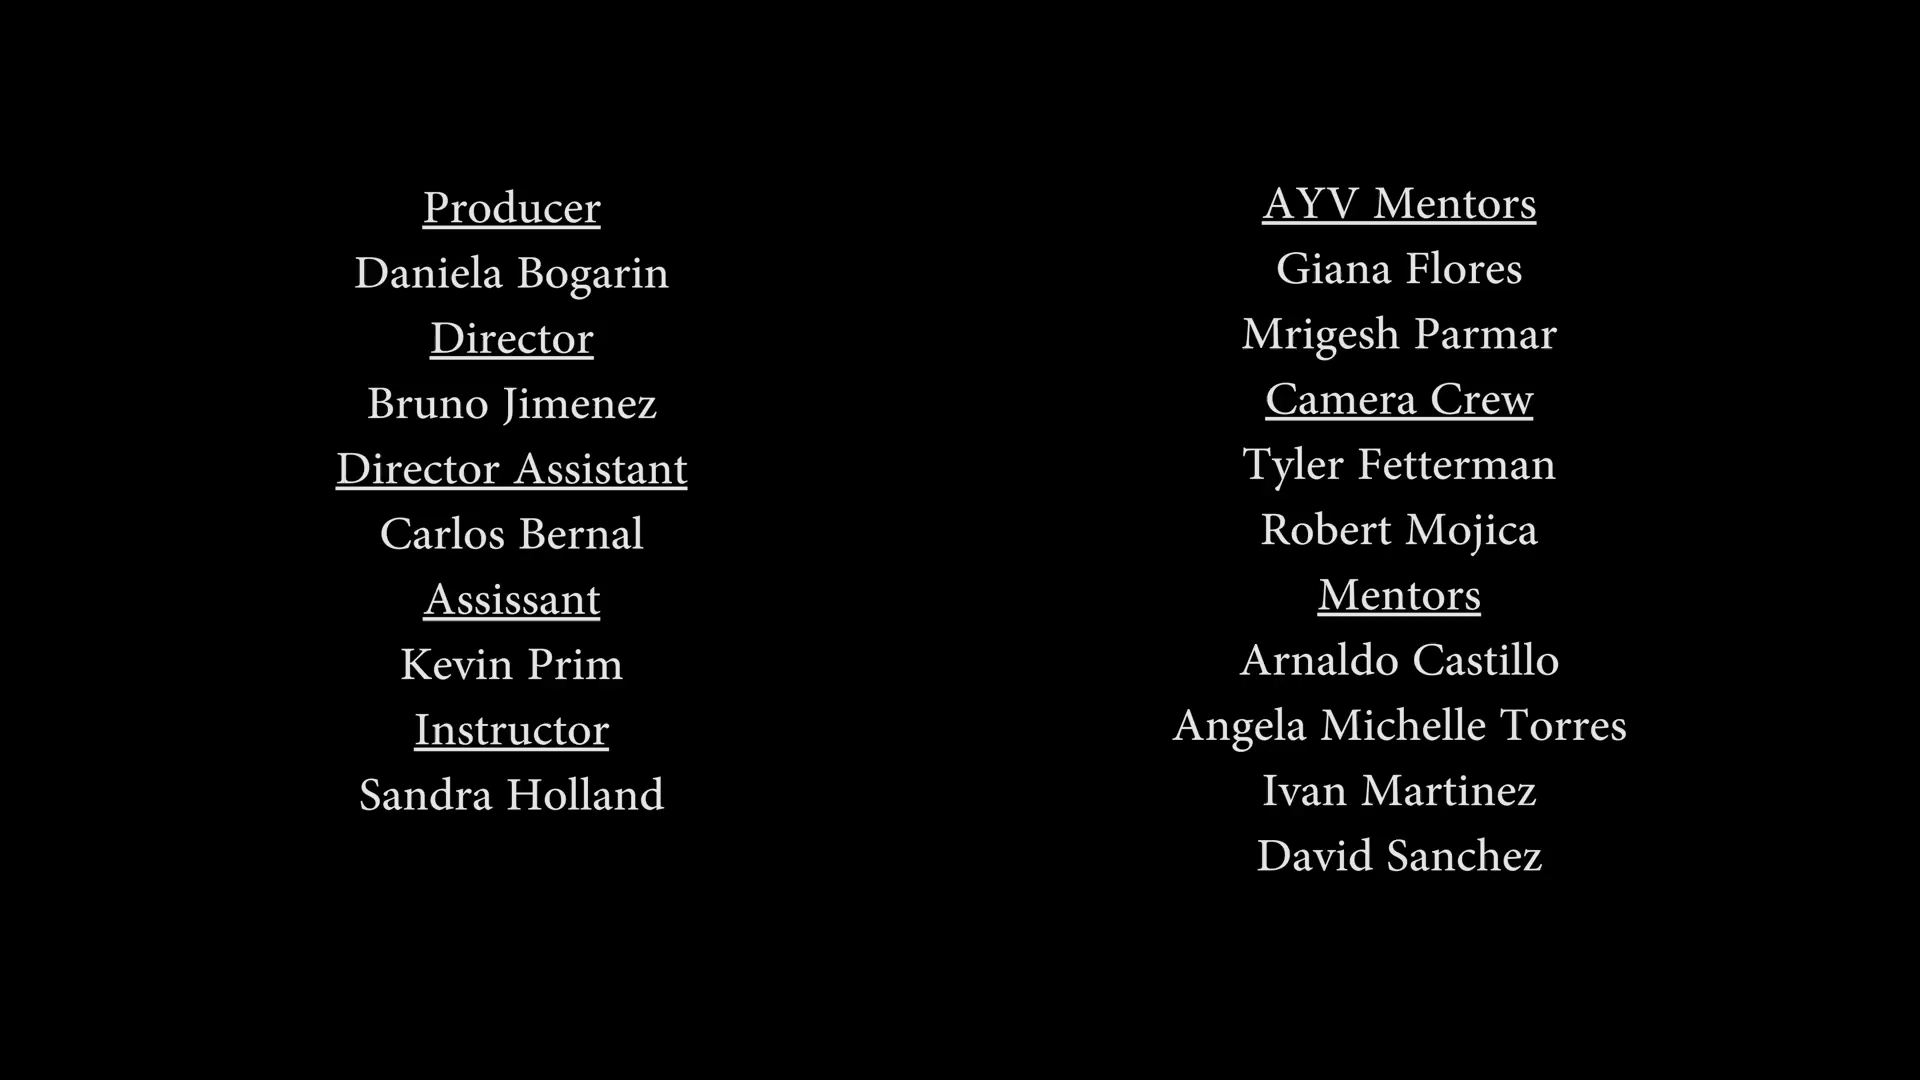 Producer
Daniela Bogarin
Director
Bruno Jimenez
Director Assistant
Carlos Bernal
Assissant
Kevin Prim
Instructor
Sandra Holland
AYV Mentors
Giana Flores
Mrigesh Parmar
Camera Crew
Tyler Fetterman
Robert Mojica
Mentors
Arnaldo Castillo
Angela Michelle Torres
Ivan Martinez
David Sanchez